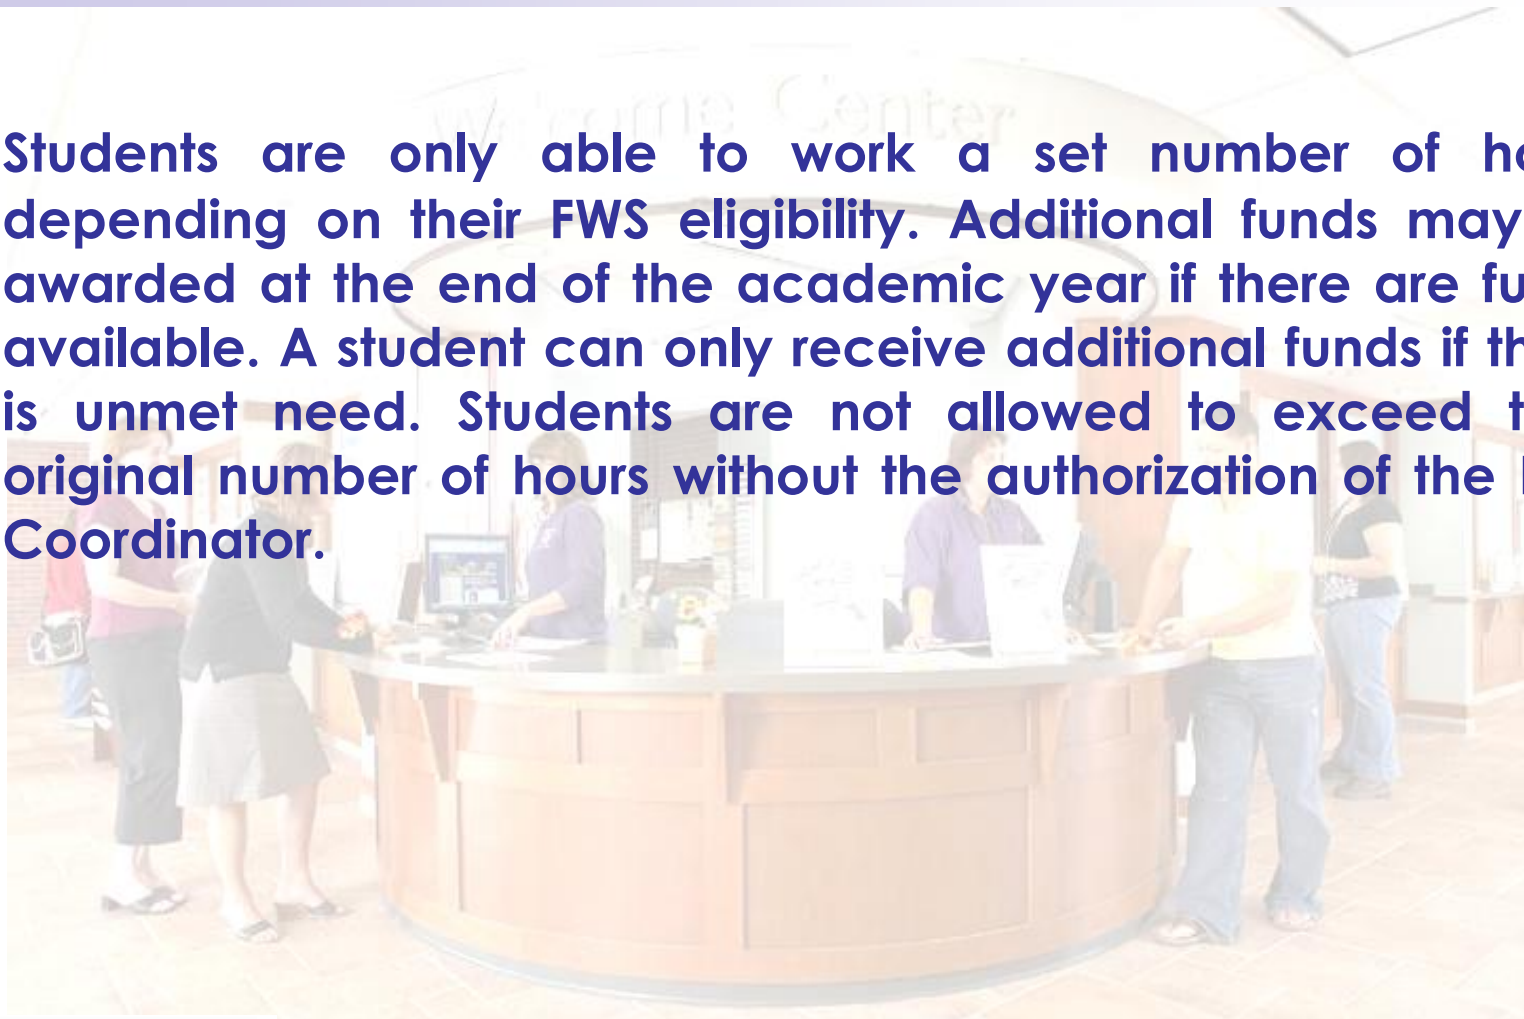 Welcome Center
Students are only able to work a set number of
depending on their FWS eligibility. Additional funds may
awarded at the end of the academic year if there are
available. A student can only receive additional funds if
is unmet need. Students are not allowed to exceed
original number of hours without the authorization of the
Coordinator.